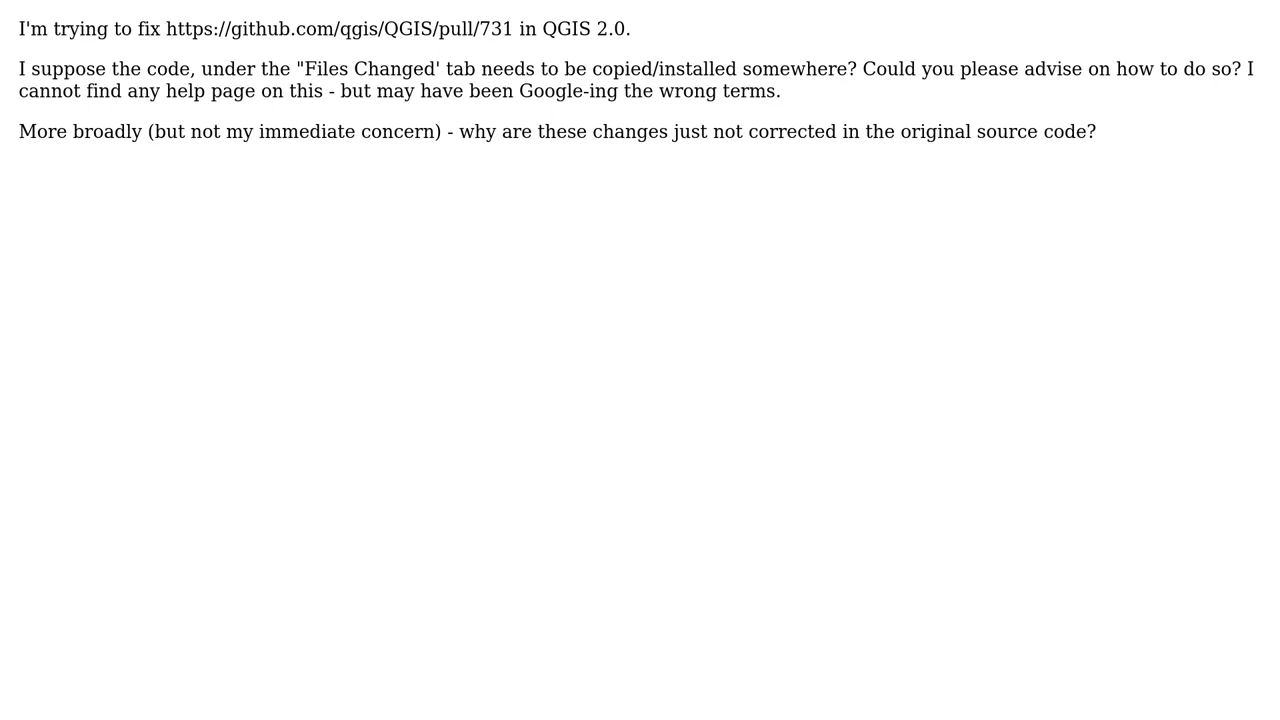 I'm trying to fix https://github.com/qgis/QGIS/pull/731 in QGIS 2.0.
I suppose the code, under the "Files Changed' tab needs to be copied/installed somewhere? Could you please advise on how to do so? I
cannot find any help page on this - but may have been Google-ing the wrong terms.
More broadly (but not my immediate concern) - why are these changes just not corrected in the original source code?